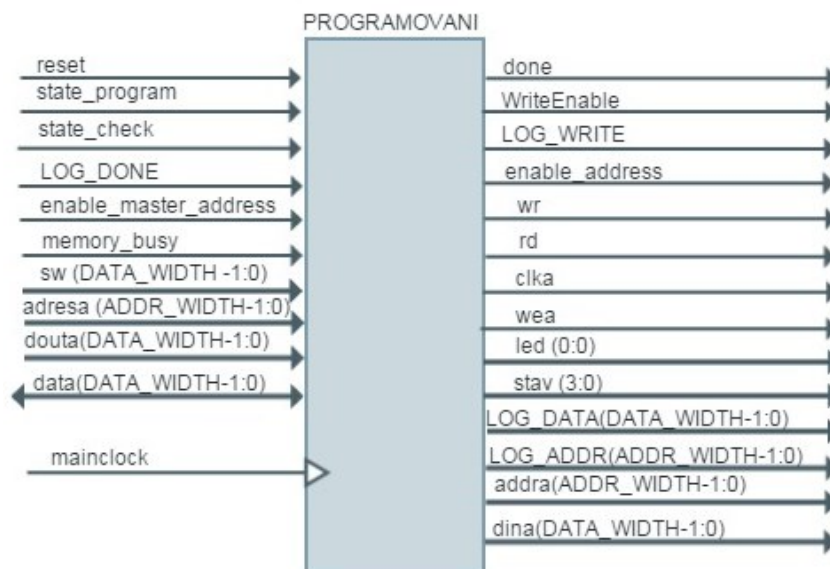 PROGRAMOVANI
reset
state_program
state_check
LOG_DONE
enable_master_address
memory_busy
sw (DATA_WIDTH -1:0)
adresa (ADDR_WIDTH-1:0)
douta(DATA_WIDTH-1:0)
data(DATA_WIDTH-1:0)
mainclock
done
WriteEnable
LOG_WRITE
enable_address
wr
rd
clka
wea
led (0:0)
stav (3:0)
LOG_DATA(DATA_WIDTH-1:0)
LOG_ADDR(ADDR_WIDTH-1:0)
addra(ADDR_WIDTH-1:0)
dina(DATA_WIDTH-1:0)